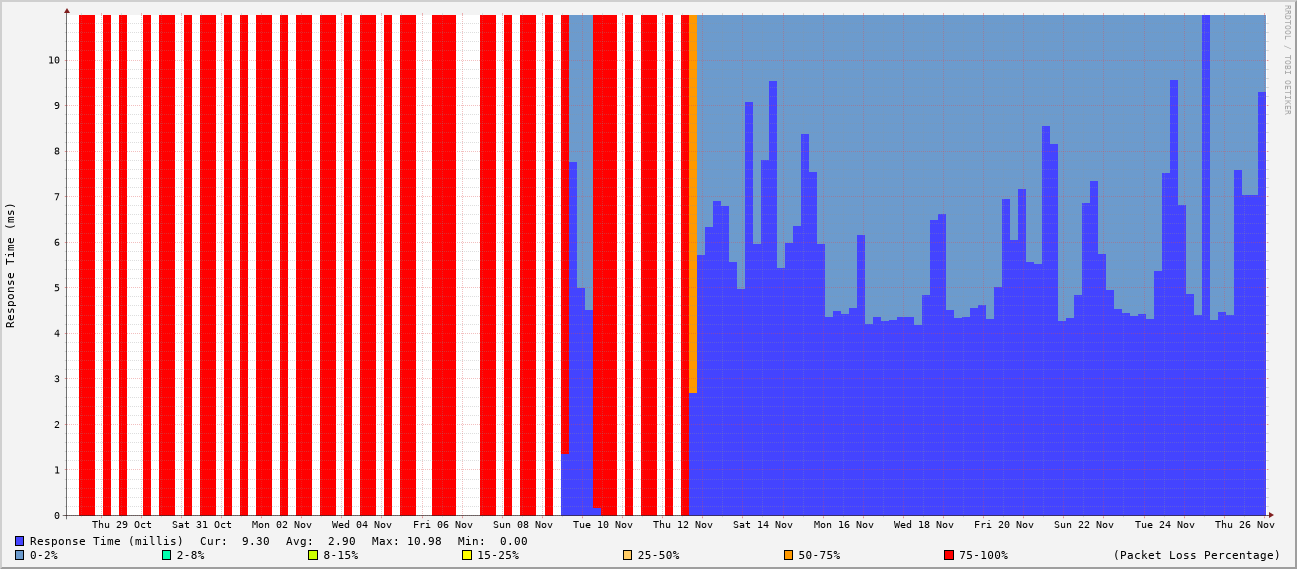 RRDTOOL / TOBI OETIKER
Response Time (ms)
10
9
8
7
6
5
4
3
2
1
0
Thu 29 Oct Sat 31 Oct Mon 02 Nov Wed 04 Nov Fri 06 Nov Sun 08 Nov Tue 10 Nov Thu 12 Nov Sat 14 Nov Mon 16 Nov Wed 18 Nov Fri 20 Nov Sun 22 Nov Tue 24 Nov Thu 26 Nov
Response Time (millis) Cur: 9.30 Avg: 2.90 Max: 10.98 Min: 0.00
0-2% 2-8% 8-15% 15-25% 25-50% 50-75% 75-100% (Packet Loss Percentage)